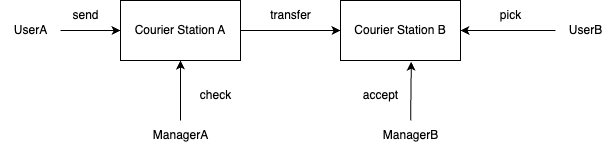 send
transfer
pick
UserA
Courier Station A
Courier Station B
UserB
check
accept
ManagerA
ManagerB